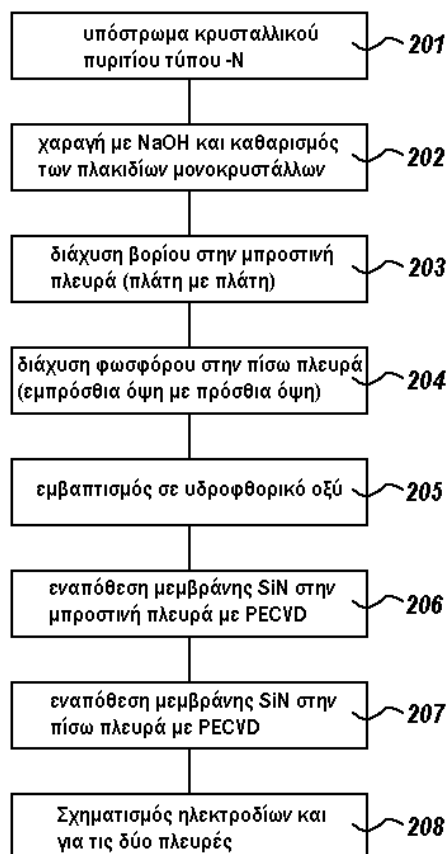 υπόστρωμα κρυσταλλικού
πυριτίου τύπου -N
201
χαραγή με NaOH και καθαρισμός
των πλακιδίων μονοκρυστάλλων
202
διάχυση βορίου στην μπροστινή
πλευρά (πλάτη με πλάτη)
203
διάχυση φωσφόρου στην πίσω πλευρά
(εμπρόσθια όψη με πρόσθια όψη)
204
εμβαπτισμός σε υδροφθορικό οξύ
205
εναπόθεση μεμβράνης SiN στην
μπροστινή πλευρά με PECVD
206
εναπόθεση μεμβράνης SiN στην
πίσω πλευρά με PECVD
207
Σχηματισμός ηλεκτροδίων και
για τις δύο πλευρές
208